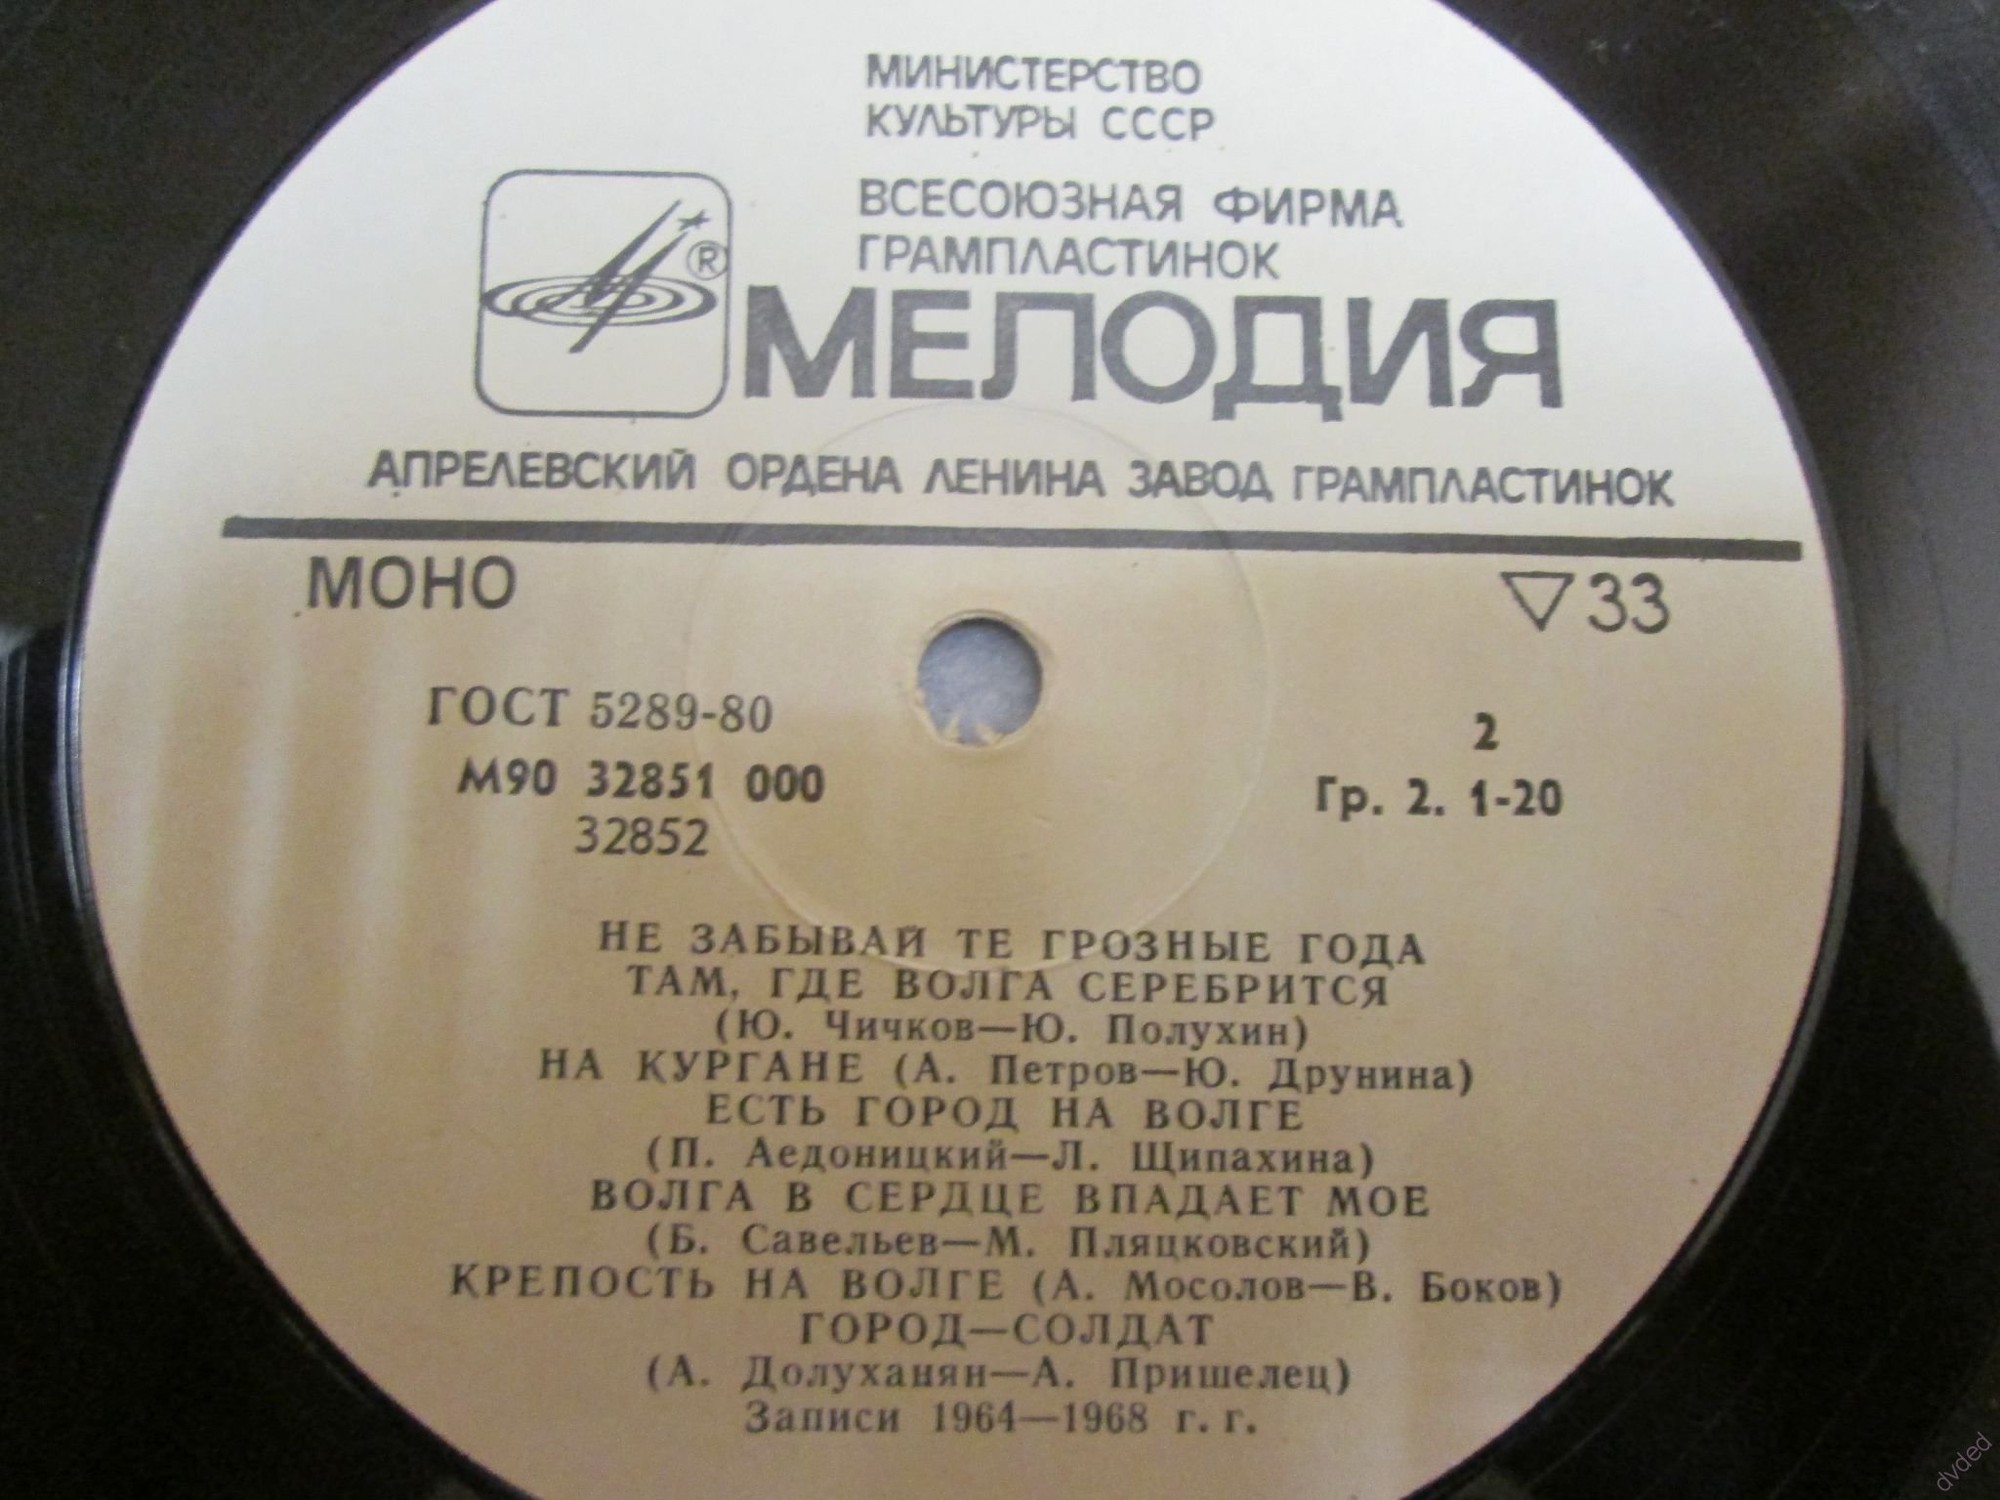 МИНИСТЕРСТВО
КУЛЬТУРЫ СССР
ВСЕСОЮЗНАЯ ФИРМА
ГРАМПЛАСТИНОК
®
МЕЛОДИЯ
АПРЕЛЕВСКИЙ ОРДЕНА ЛЕНИНА ЗАВОД ГРАМПЛАСТИНОК
МОНО
▽33
ГОСТ 5289-80
М90 32851 000
32852
2
Гр. 2. 1-20
НЕ ЗАБЫВАЙ ТЕ ГРОЗНЫЕ ГОДА
ТАМ, ГДЕ ВОЛГА СЕРЕБРИТСЯ
(Ю. Чичков—Ю. Полухин)
НА КУРГАНЕ (А. Петров—Ю. Друнина)
ЕСТЬ ГОРОД НА ВОЛГЕ
(П. Аедоницкий—Л. Щипахина)
ВОЛГА В СЕРДЦЕ ВПАДАЕТ МОЕ
(Б. Савельев—М. Пляцковский)
КРЕПОСТЬ НА ВОЛГЕ (А. Мосолов—В. Боков)
ГОРОД—СОЛДАТ
(А. Долуханян—А. Пришелец)
Записи 1964—1968 г. г.
dvded